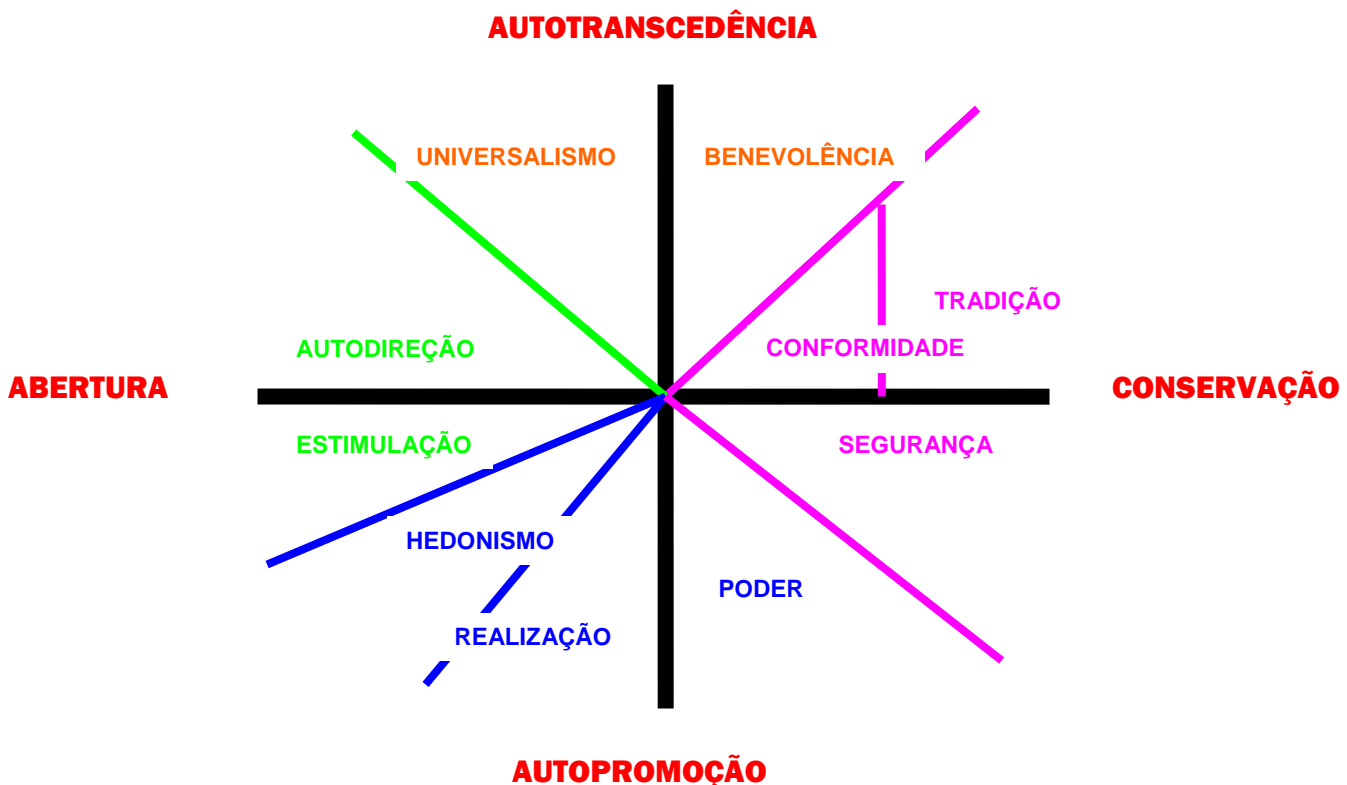 AUTOTRANSCEDÊNCIA
UNIVERSALISMO
BENEVOLÊNCIA
TRADIÇÃO
AUTODIREÇÃO
CONFORMIDADE
ABERTURA
CONSERVAÇÃO
ESTIMULAÇÃO
SEGURANÇA
HEDONISMO
PODER
REALIZAÇÃO
AUTOPROMOÇÃO